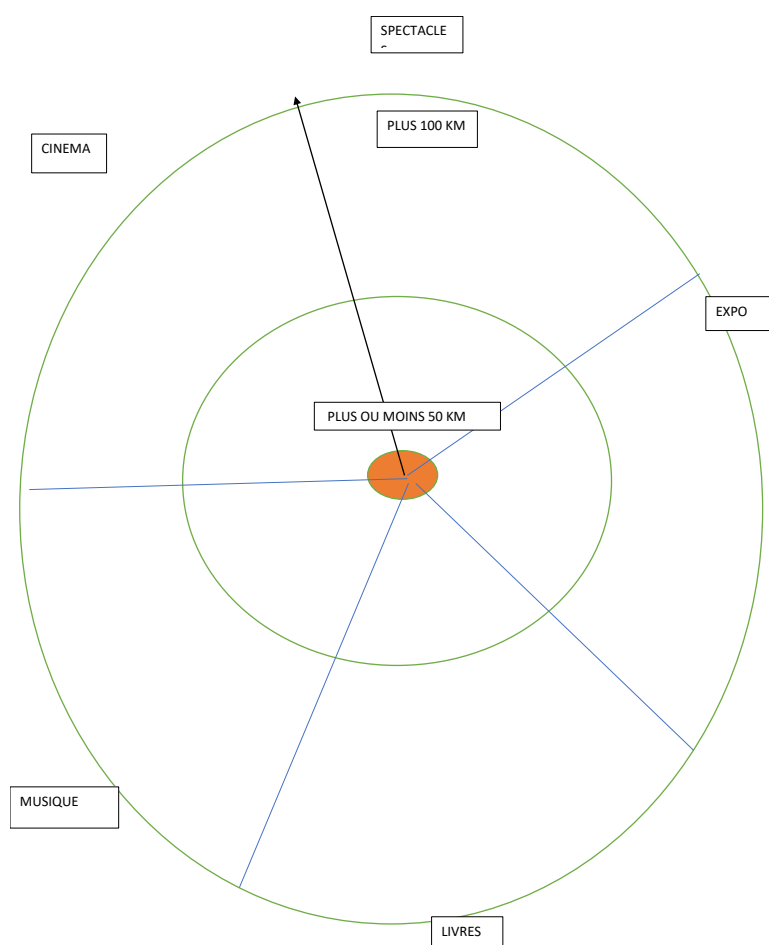 SPECTACLE
PLUS 100 KM
CINEMA
EXPO
PLUS OU MOINS 50 KM
MUSIQUE
LIVRES